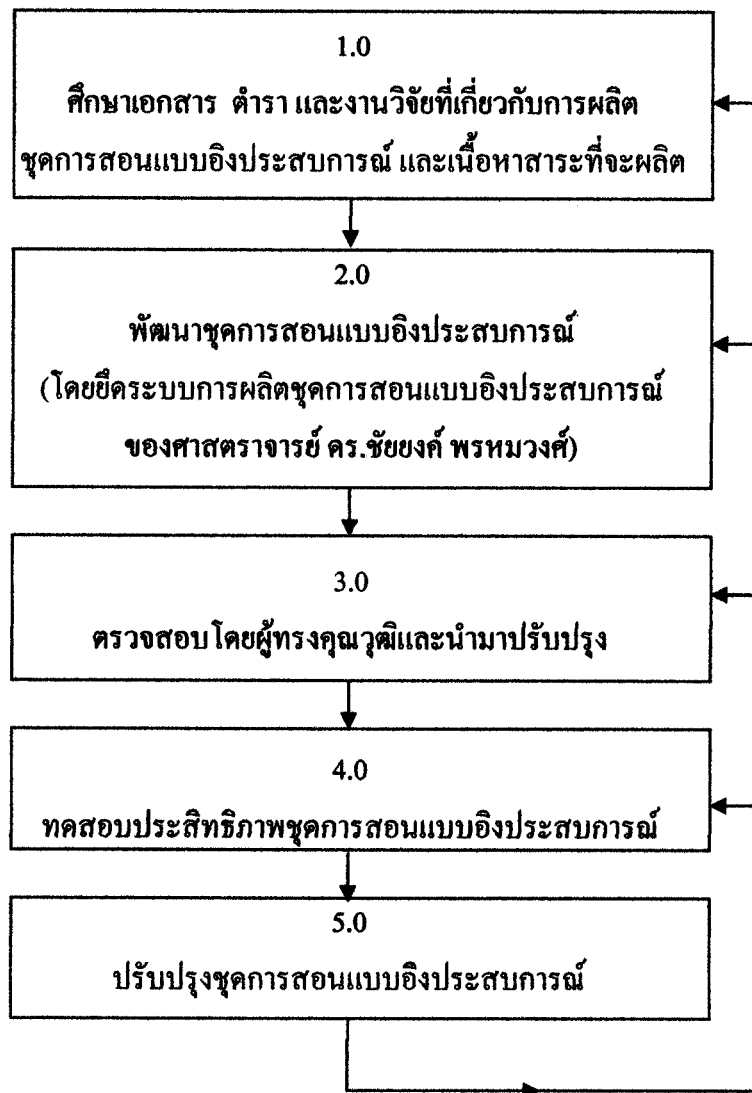 1.0
ศึกษาเอกสาร ตำรา และงานวิจัยที่เกี่ยวกับการผลิต
ชุดการสอนแบบอิงประสบการณ์ และเนื้อหาสาระที่จะผลิต
2.0
พัฒนาชุดการสอนแบบอิงประสบการณ์
(โดยยึดระบบการผลิตชุดการสอนแบบอิงประสบการณ์
ของศาสตราจารย์ ดร.ชัยยงค์ พรหมวงศ์)
3.0
ตรวจสอบโดยผู้ทรงคุณวุฒิและนำมาปรับปรุง
4.0
ทดสอบประสิทธิภาพชุดการสอนแบบอิงประสบการณ์
5.0
ปรับปรุงชุดการสอนแบบอิงประสบการณ์